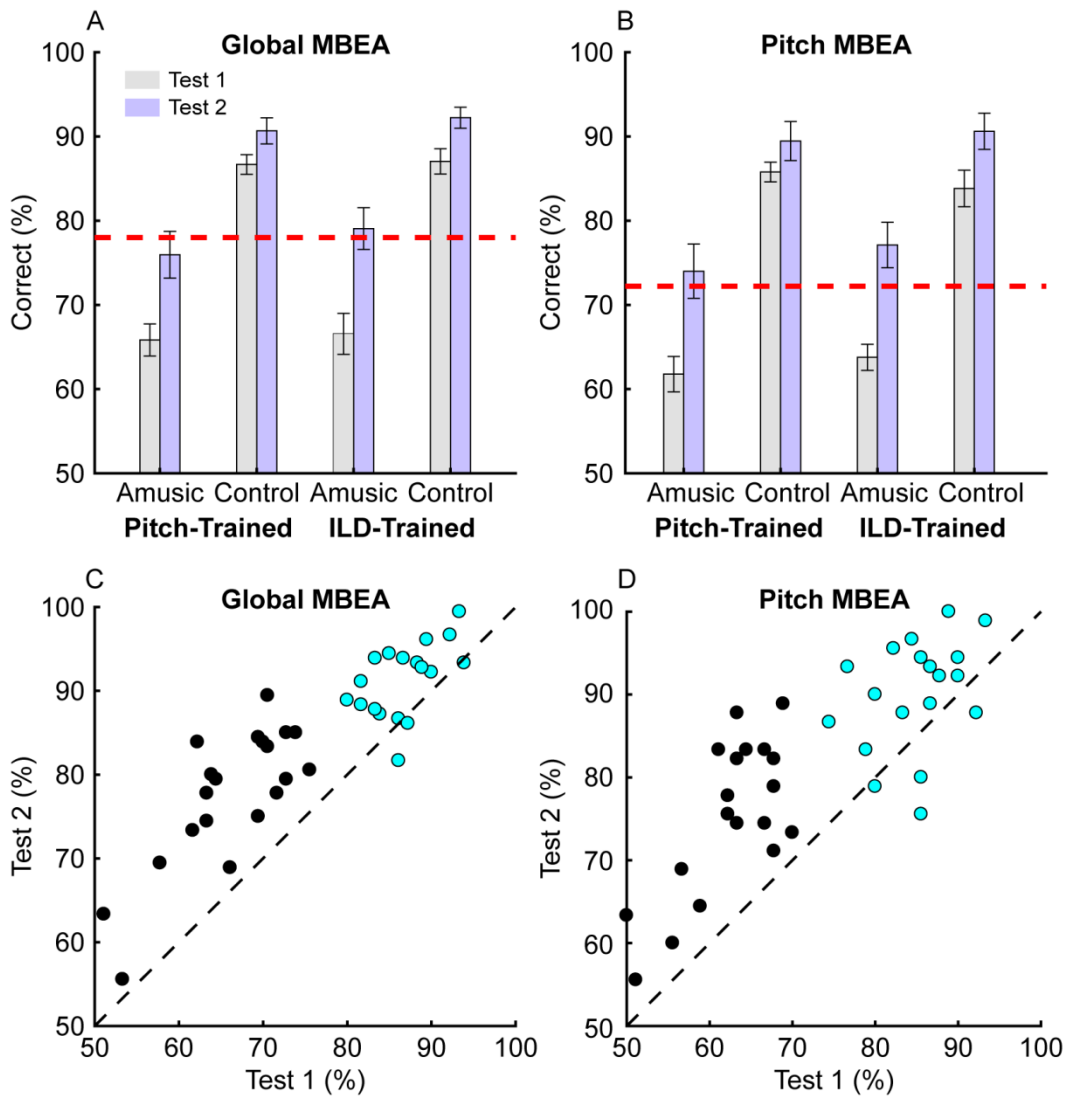 A
Global MBEA
Test 1
Test 2
Correct (%)
100
90
80
70
60
50
Amusic Control Amusic Control
Pitch-Trained ILD-Trained
B
Pitch MBEA
Correct (%)
100
90
80
70
60
50
Amusic Control Amusic Control
Pitch-Trained ILD-Trained
C
Global MBEA
Test 2 (%)
100
90
80
70
60
50
50 60 70 80 90 100
Test 1 (%)
D
Pitch MBEA
Test 2 (%)
100
90
80
70
60
50
50 60 70 80 90 100
Test 1 (%)